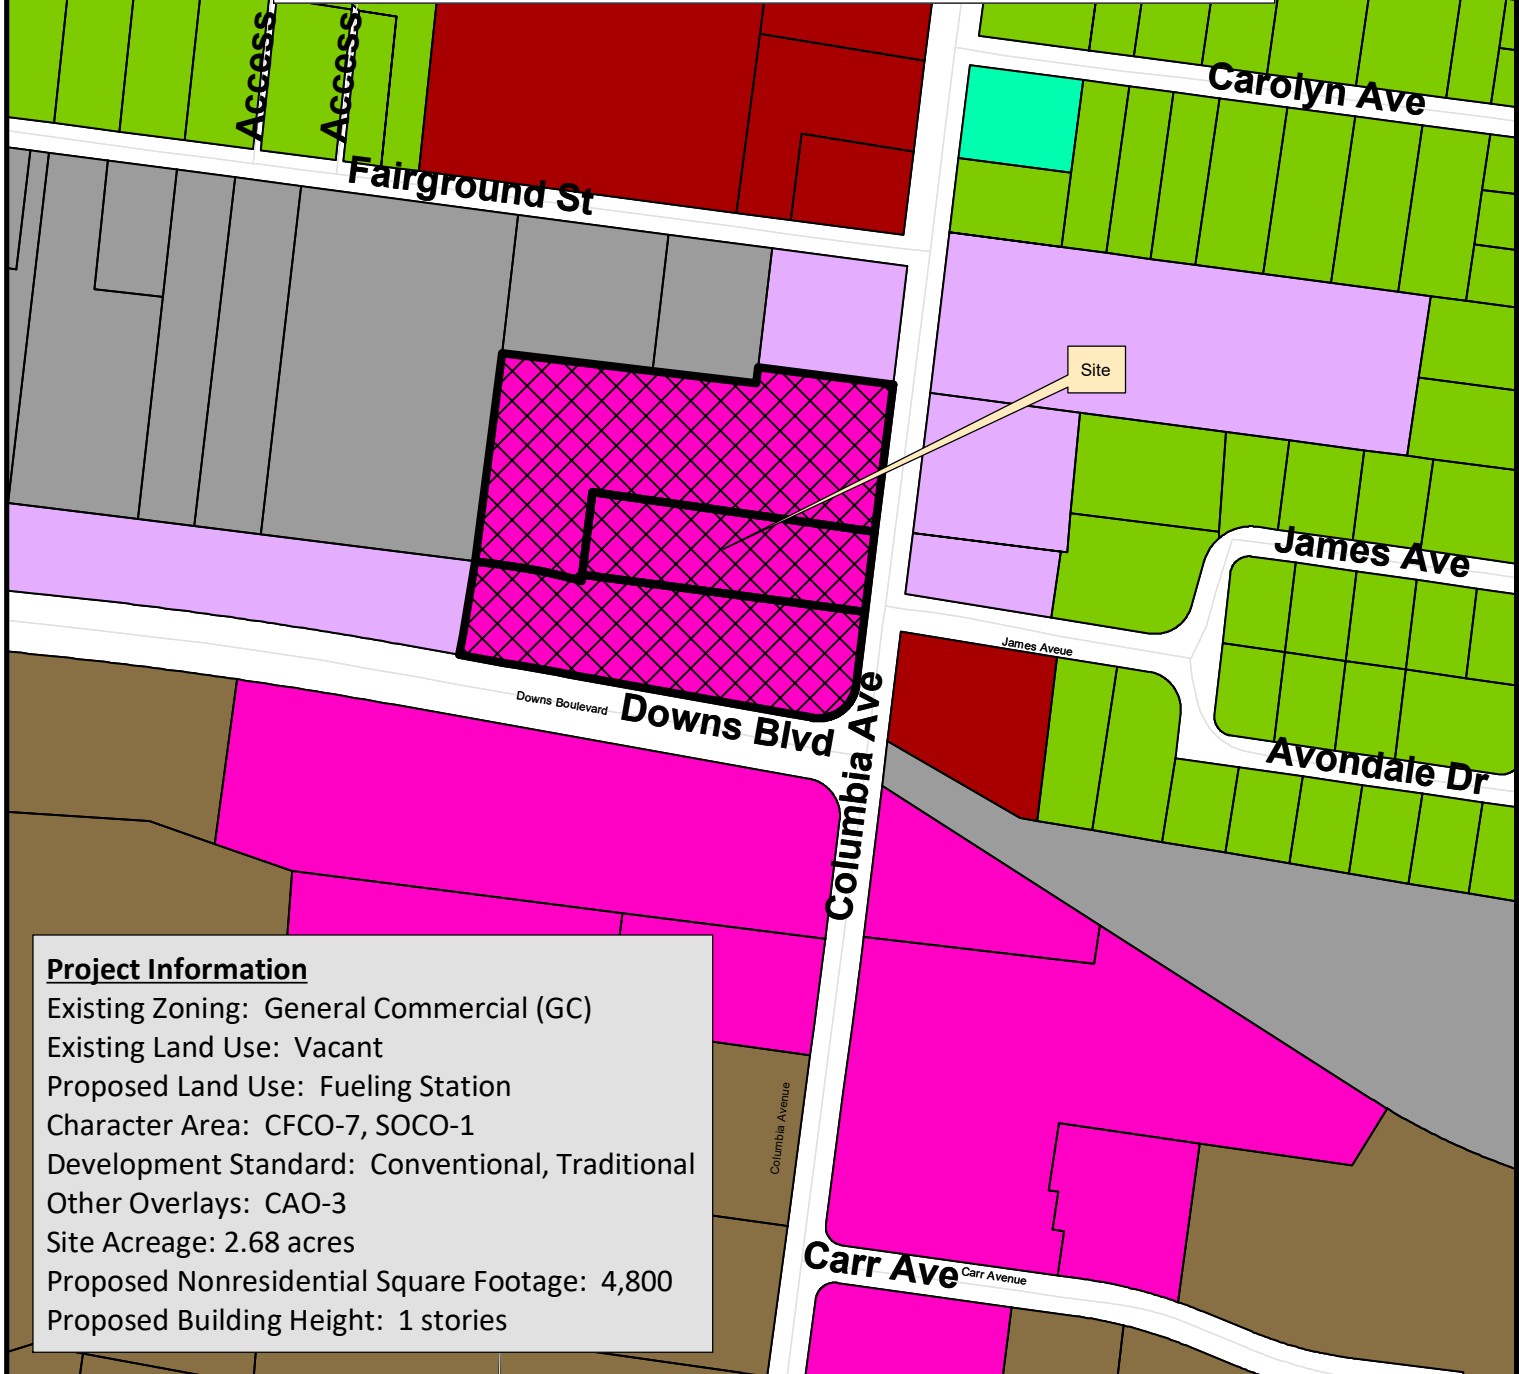 Access
Access
Carolyn Ave
Fairground St
Site
James Ave
James Aveue
Downs Boulevard
Downs Blvd
Columbia Ave
Avondale Dr
Project Information
Existing Zoning: General Commercial (GC)
Existing Land Use: Vacant
Proposed Land Use: Fueling Station
Character Area: CFCO-7, SOCO-1
Development Standard: Conventional, Traditional
Other Overlays: CAO-3
Site Acreage: 2.68 acres
Proposed Nonresidential Square Footage: 4,800
Proposed Building Height: 1 stories
Columbia Avenue
Carr Ave
Carr Avenue